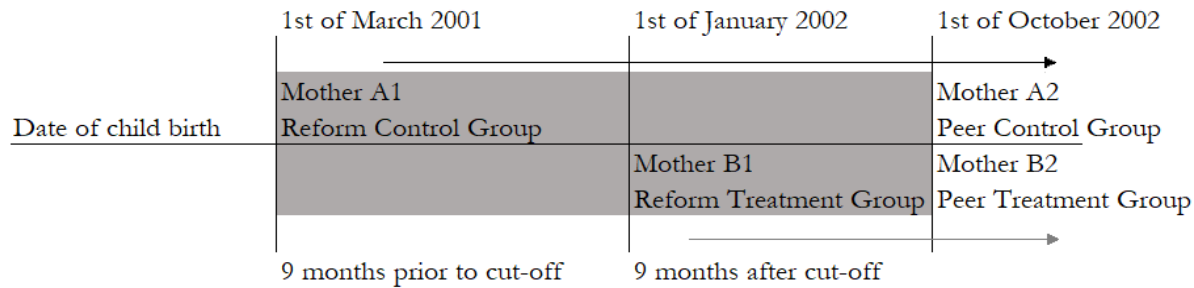 1st of March 2001
1st of January 2002
1st of October 2002
Mother A1
Reform Control Group
Mother A2
Peer Control Group
Date of child birth
Mother B1
Reform Treatment Group
Mother B2
Peer Treatment Group
9 months prior to cut-off
9 months after cut-off